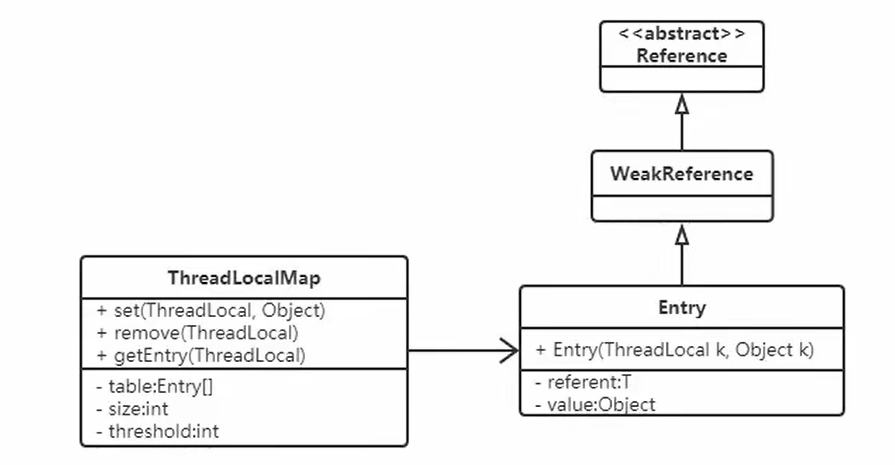 <<abstract>>
Reference
WeakReference
ThreadLocalMap
+ set(ThreadLocal, Object)
+ remove(ThreadLocal)
+ getEntry(ThreadLocal)
- table:Entry[]
- size:int
- threshold:int
Entry
+ Entry(ThreadLocal k, Object k)
- referent:T
- value:Object